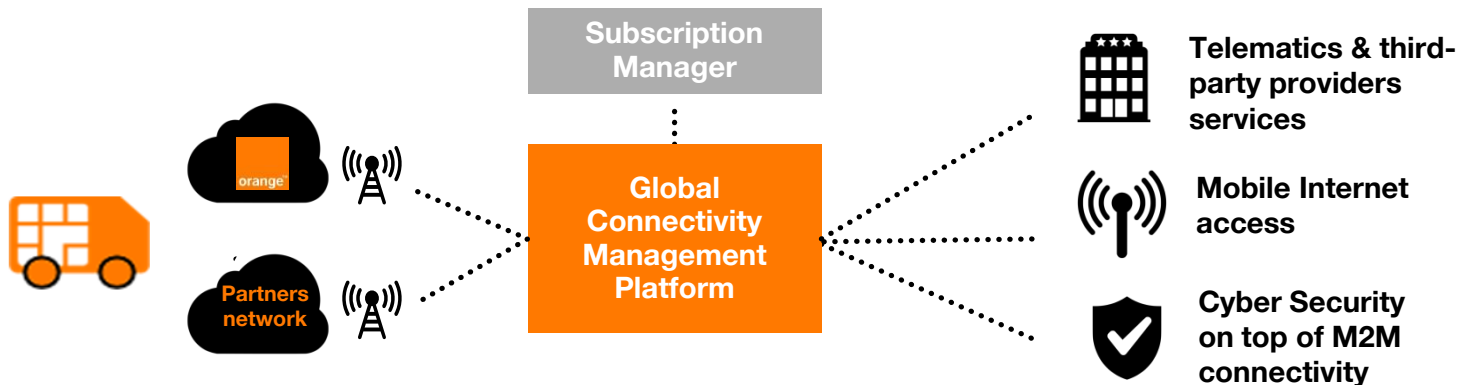 Subscription
Manager
Telematics & third-
party providers
services
orange™
Global
Connectivity
Management
Platform
Mobile Internet
access
Partners
network
Cyber Security
on top of M2M
connectivity